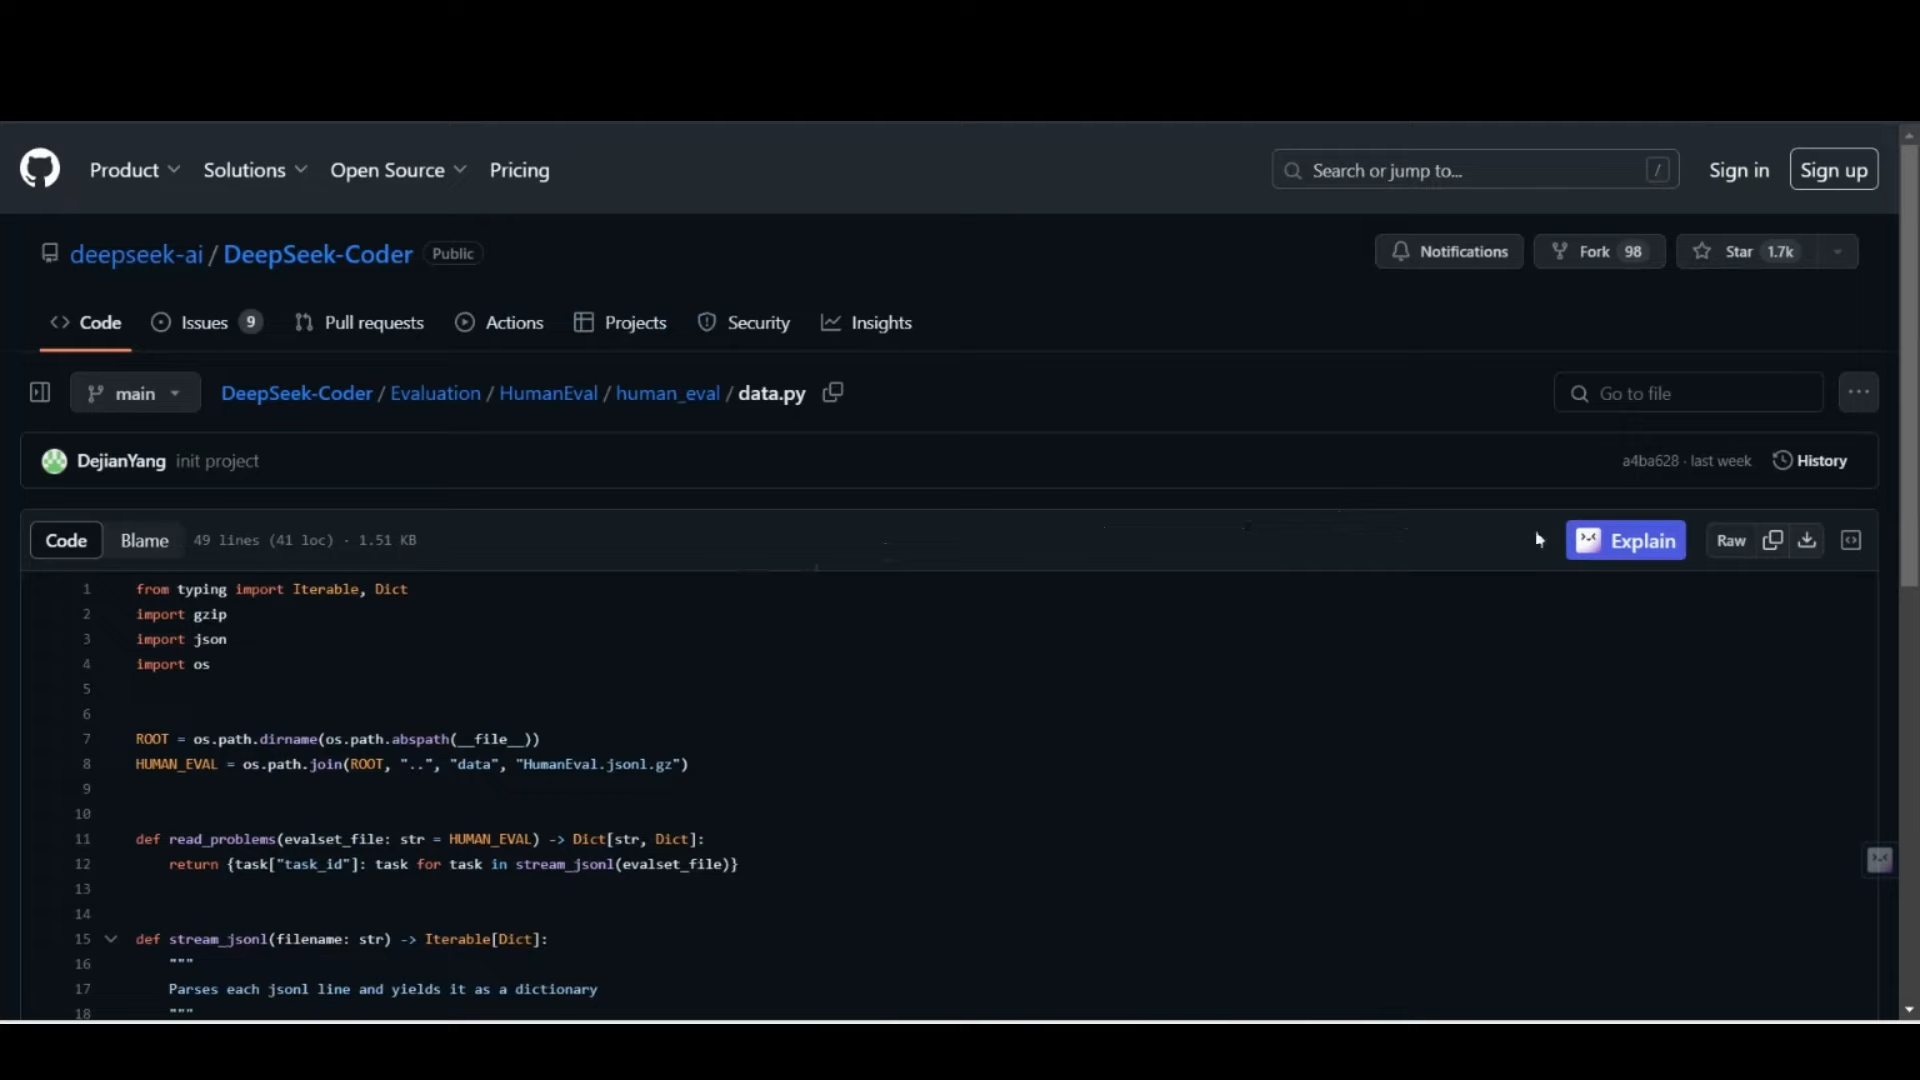 Product Solutions Open Source Pricing Search or jump to... / Sign in Sign up
deepseek-ai / DeepSeek-Coder Public Notifications Fork 98 Star 1.7k
Code Issues 9 Pull requests Actions Projects Security Insights
main DeepSeek-Coder / Evaluation / HumanEval / human_eval / data.py Go to file
DejianYang init project a4ba628 · last week History
Code Blame 49 lines (41 loc) · 1.51 KB Explain Raw
1 from typing import Iterable, Dict
2 import gzip
3 import json
4 import os
5
6
7 ROOT = os.path.dirname(os.path.abspath(__file__))
8 HUMAN_EVAL = os.path.join(ROOT, "..", "data", "HumanEval.jsonl.gz")
9
10
11 def read_problems(evalset_file: str = HUMAN_EVAL) -> Dict[str, Dict]:
12 return {task["task_id"]: task for task in stream_jsonl(evalset_file)}
13
14
15 def stream_jsonl(filename: str) -> Iterable[Dict]:
16 """
17 Parses each jsonl line and yields it as a dictionary
18 """